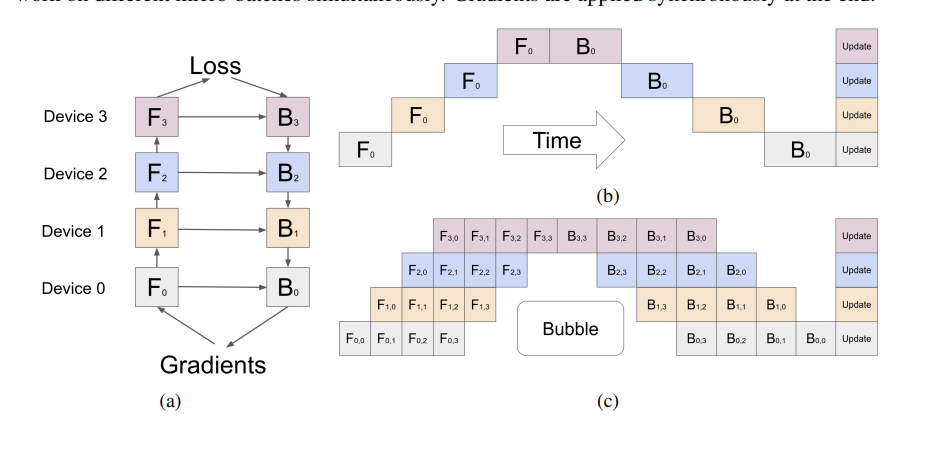 work on different micro-batches simultaneously. Gradients are applied synchronously at the end.
Loss
Device 3 F3 B3
Device 2 F2 B2
Device 1 F1 B1
Device 0 F0 B0
Gradients
(a)
F0 B0 Update
F0 B0 Update
F0 B0 Update
Time
F0 B0 Update
(b)
F3,0 F3,1 F3,2 F3,3 B3,3 B3,2 B3,1 B3,0 Update
F2,0 F2,1 F2,2 F2,3 B2,3 B2,2 B2,1 B2,0 Update
F1,0 F1,1 F1,2 F1,3 B1,3 B1,2 B1,1 B1,0 Update
Bubble
F0,0 F0,1 F0,2 F0,3 B0,3 B0,2 B0,1 B0,0 Update
(c)